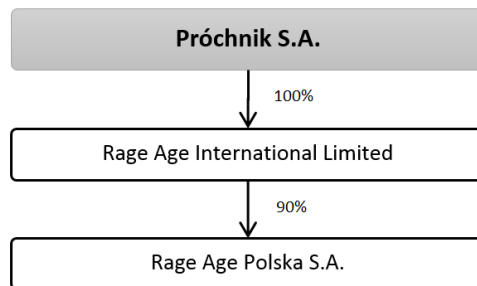 Próchnik S.A.
100%
Rage Age International Limited
90%
Rage Age Polska S.A.